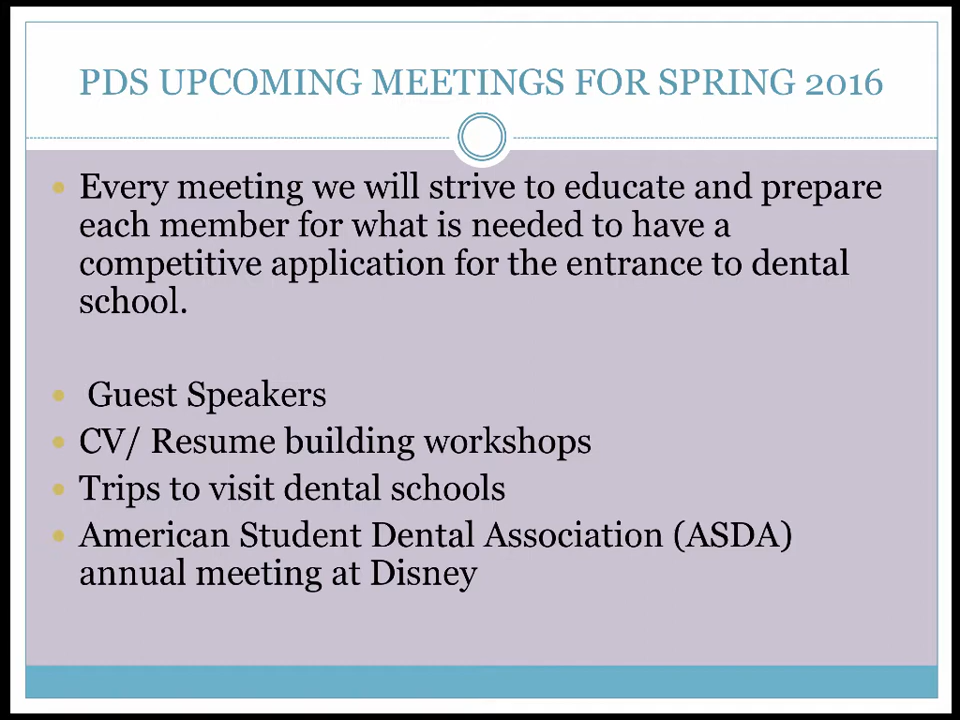 PDS UPCOMING MEETINGS FOR SPRING 2016
• Every meeting we will strive to educate and prepare
each member for what is needed to have a
competitive application for the entrance to dental
school.
• Guest Speakers
• CV/ Resume building workshops
• Trips to visit dental schools
• American Student Dental Association (ASDA)
annual meeting at Disney